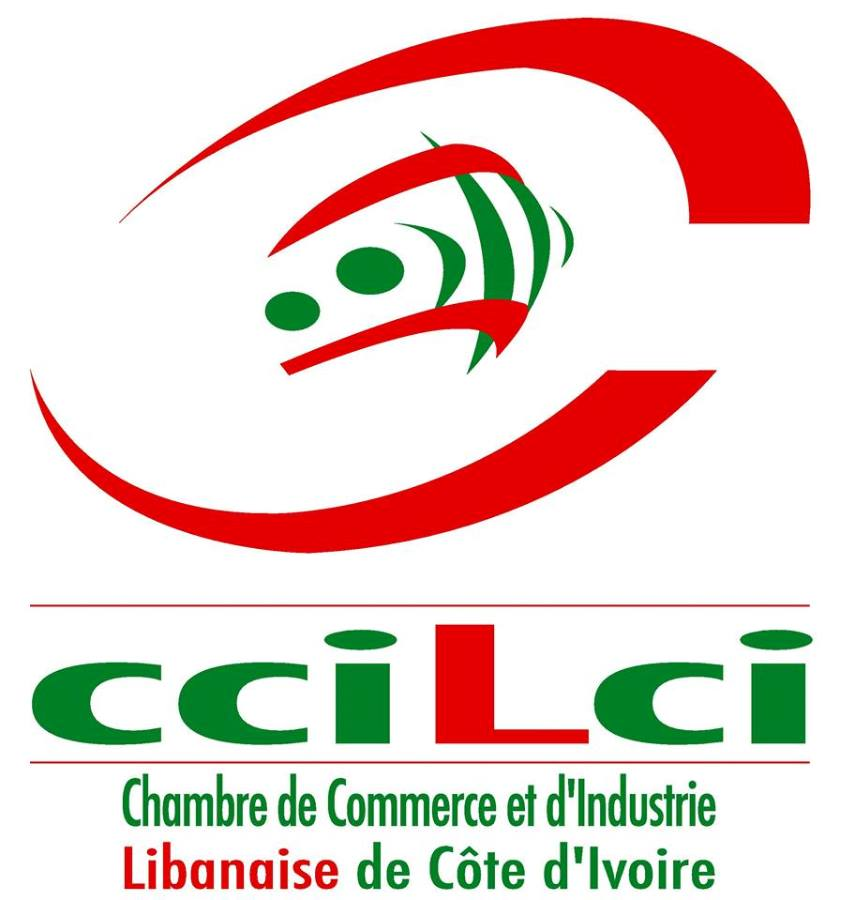 cciLci
Chambre de Commerce et d'Industrie
Libanaise de Côte d'Ivoire